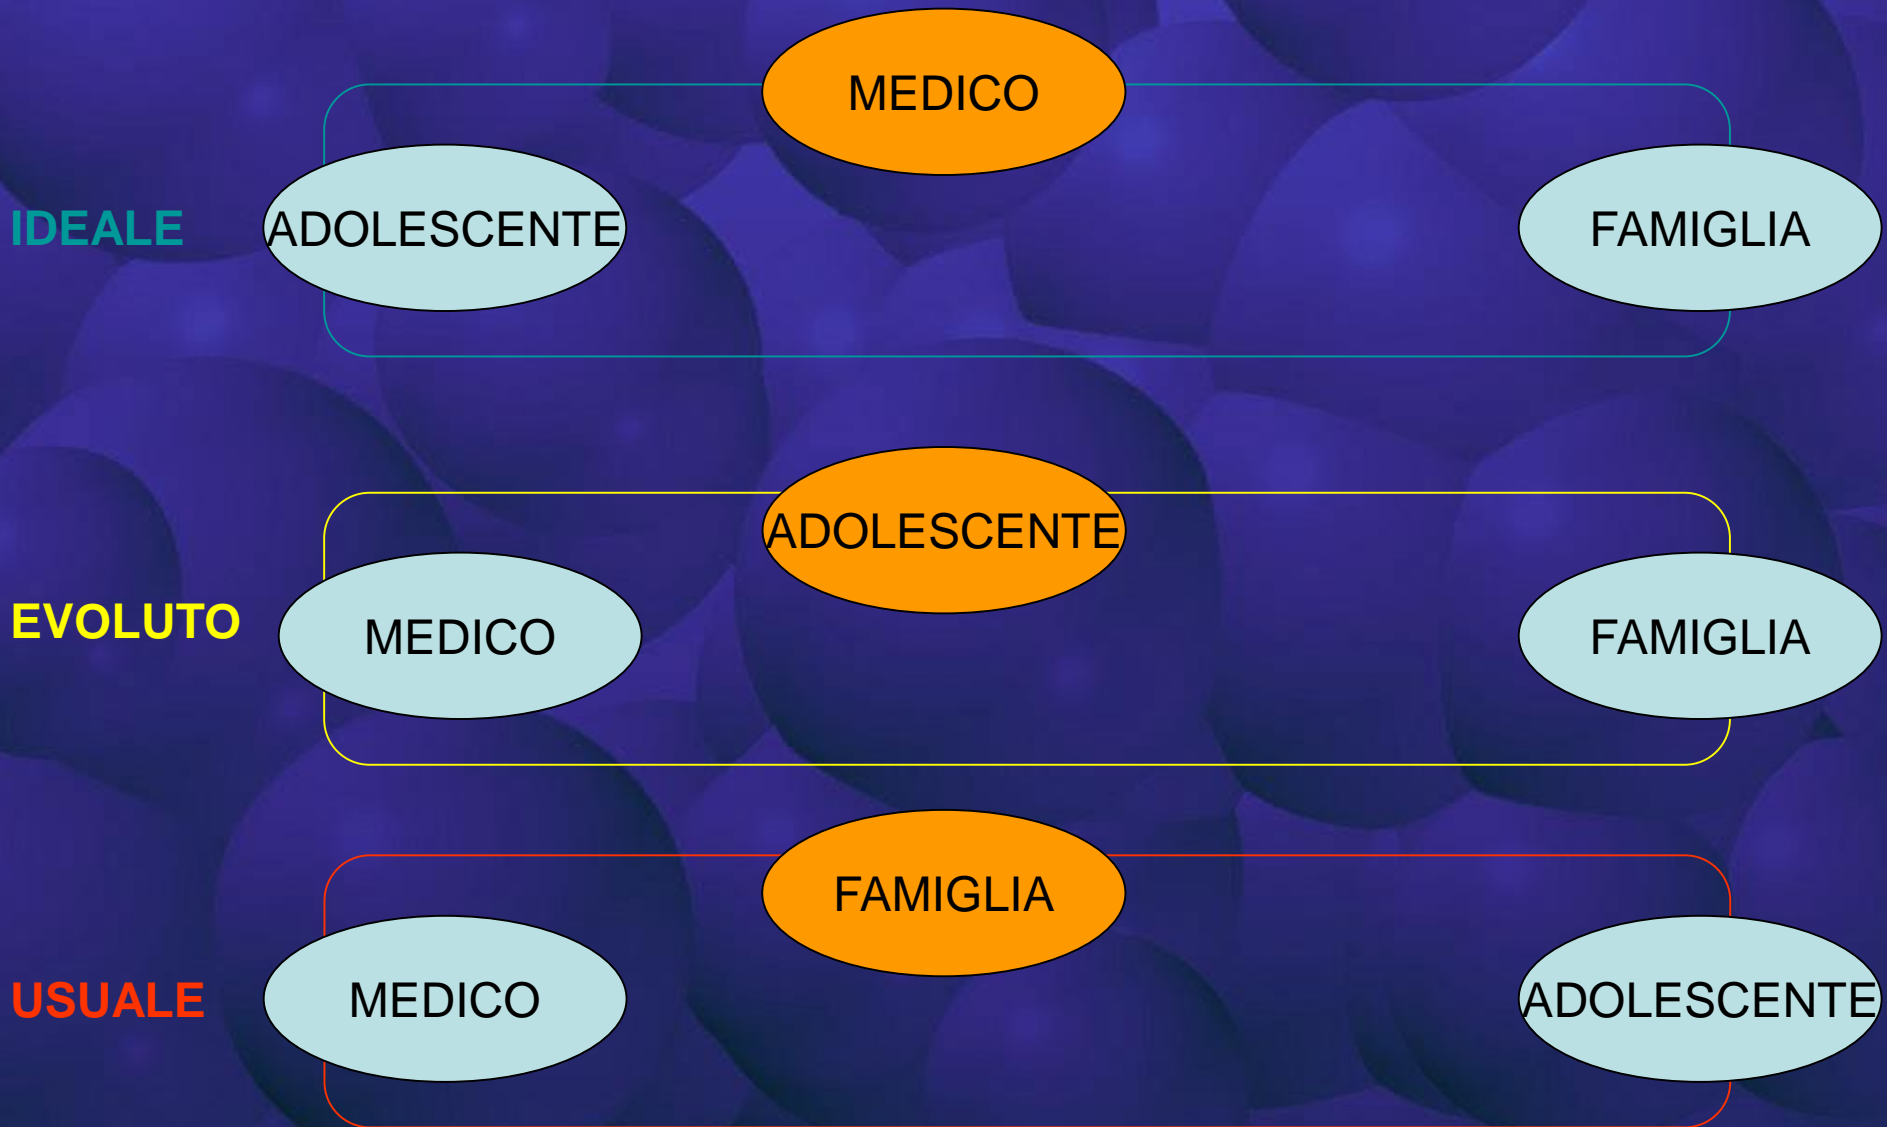 MEDICO
IDEALE ADOLESCENTE FAMIGLIA
ADOLESCENTE
EVOLUTO MEDICO FAMIGLIA
FAMIGLIA
USUALE MEDICO ADOLESCENTE